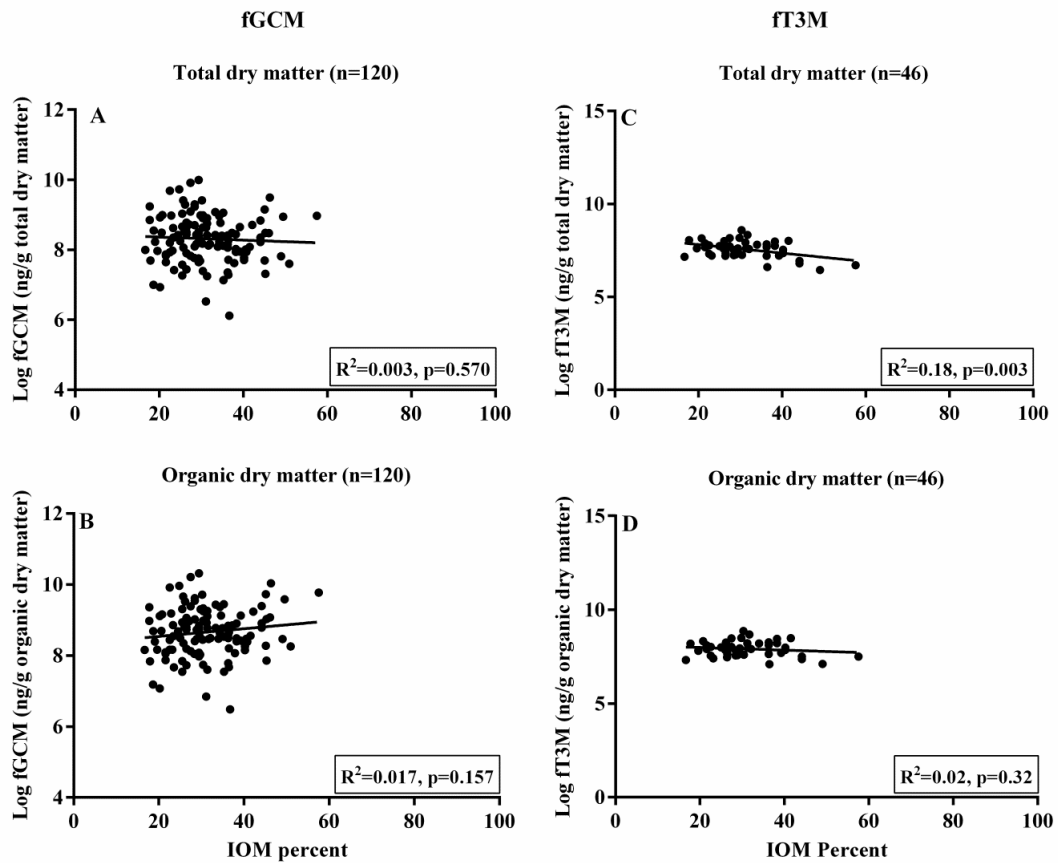 fGCM
fT3M
Total dry matter (n=120)
Total dry matter (n=46)
A
Log fGCM (ng/g total dry matter)
12
10
8
6
4
0
20
40
60
80
100
R²=0.003, p=0.570
C
Log fT3M (ng/g total dry matter)
15
10
5
0
0
20
40
60
80
100
R²=0.18, p=0.003
Organic dry matter (n=120)
Organic dry matter (n=46)
B
Log fGCM (ng/g organic dry matter)
12
10
8
6
4
0
20
40
60
80
100
R²=0.017, p=0.157
IOM percent
D
Log fT3M (ng/g organic dry matter)
15
10
5
0
0
20
40
60
80
100
R²=0.02, p=0.32
IOM Percent